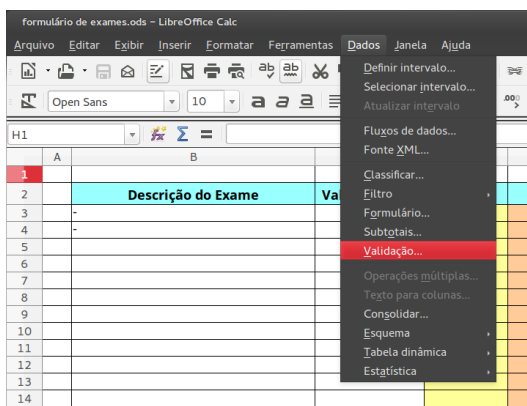 formulário de exames.ods – LibreOffice Calc
Arquivo Editar Exibir Inserir Formatar Ferramentas Dados Janela Ajuda
Definir intervalo...
Selecionar intervalo...
Atualizar intervalo
Fluxos de dados...
Fonte XML...
Classificar...
Filtro
Formulário...
Subtotais...
Validação...
Operações múltiplas...
Texto para colunas...
Consolidar...
Esquema
Tabela dinâmica
Estatística
Open Sans 10 a a a .000
H1
A B
1
2 Descrição do Exame
3 -
4 -
5
6
7
8
9
10
11
12
13
14